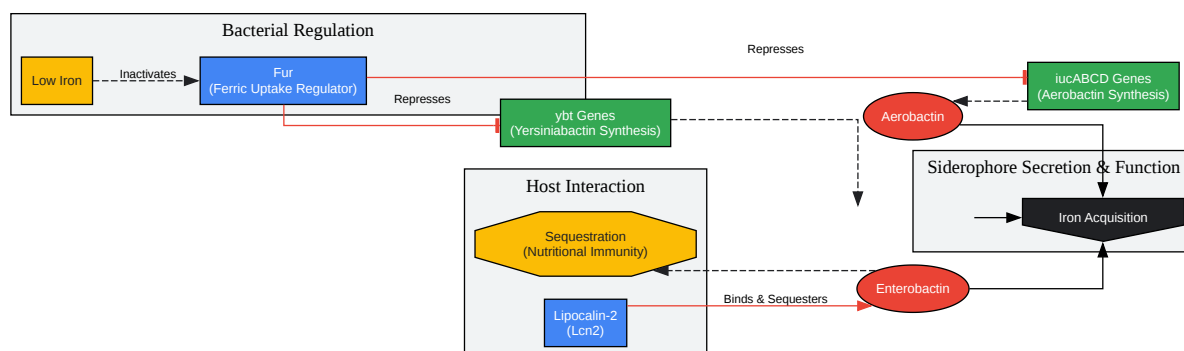 Bacterial Regulation
Low Iron
Inactivates
Fur
(Ferric Uptake Regulator)
Represses
Represses
iucABCD Genes
(Aerobactin Synthesis)
ybt Genes
(Yersiniabactin Synthesis)
Aerobactin
Siderophore Secretion & Function
Iron Acquisition
Host Interaction
Sequestration
(Nutritional Immunity)
Enterobactin
Binds & Sequesters
Lipocalin-2
(Lcn2)